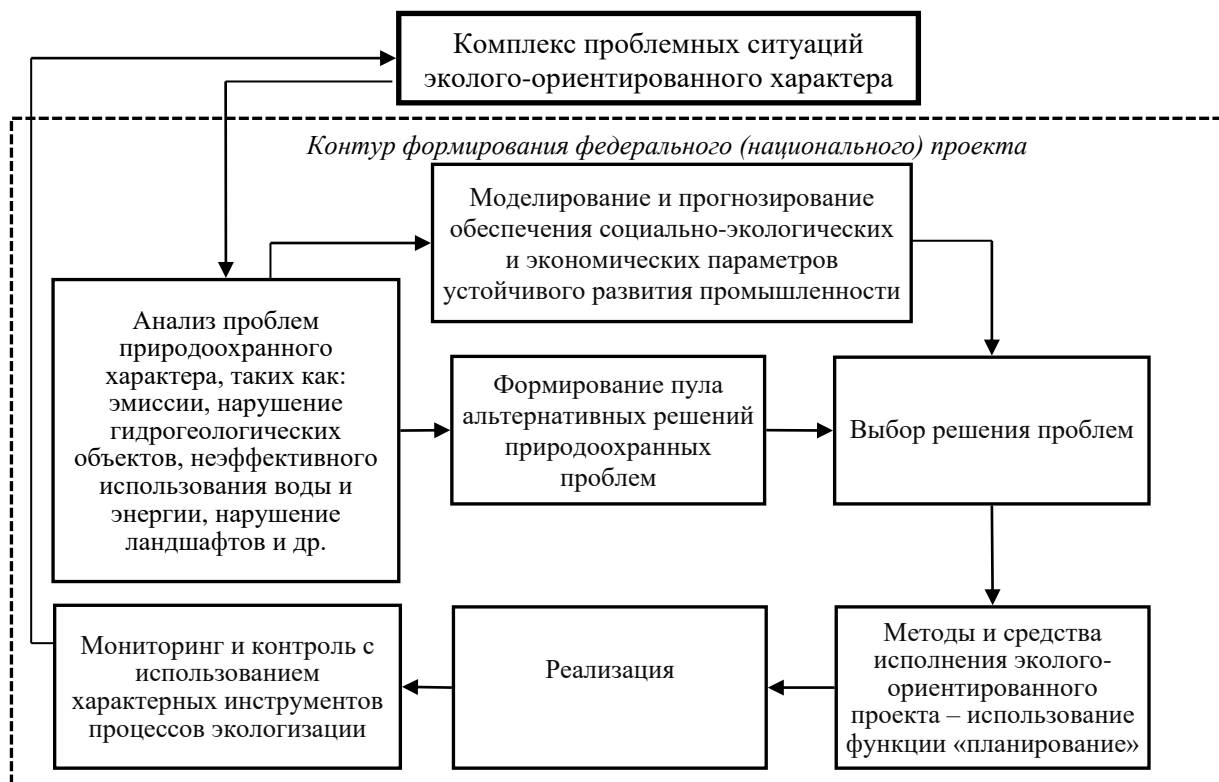 Комплекс проблемных ситуаций
эколого-ориентированного характера
Контур формирования федерального (национального) проекта
Моделирование и прогнозирование
обеспечения социально-экологических
и экономических параметров
устойчивого развития промышленности
Анализ проблем
природоохранного
характера, таких как:
эмиссии, нарушение
гидрогеологических
объектов, неэффективного
использования воды и
энергии, нарушение
ландшафтов и др.
Формирование пула
альтернативных решений
природоохранных
проблем
Выбор решения проблем
Мониторинг и контроль с
использованием
характерных инструментов
процессов экологизации
Реализация
Методы и средства
исполнения эколого-
ориентированного
проекта – использование
функции «планирование»